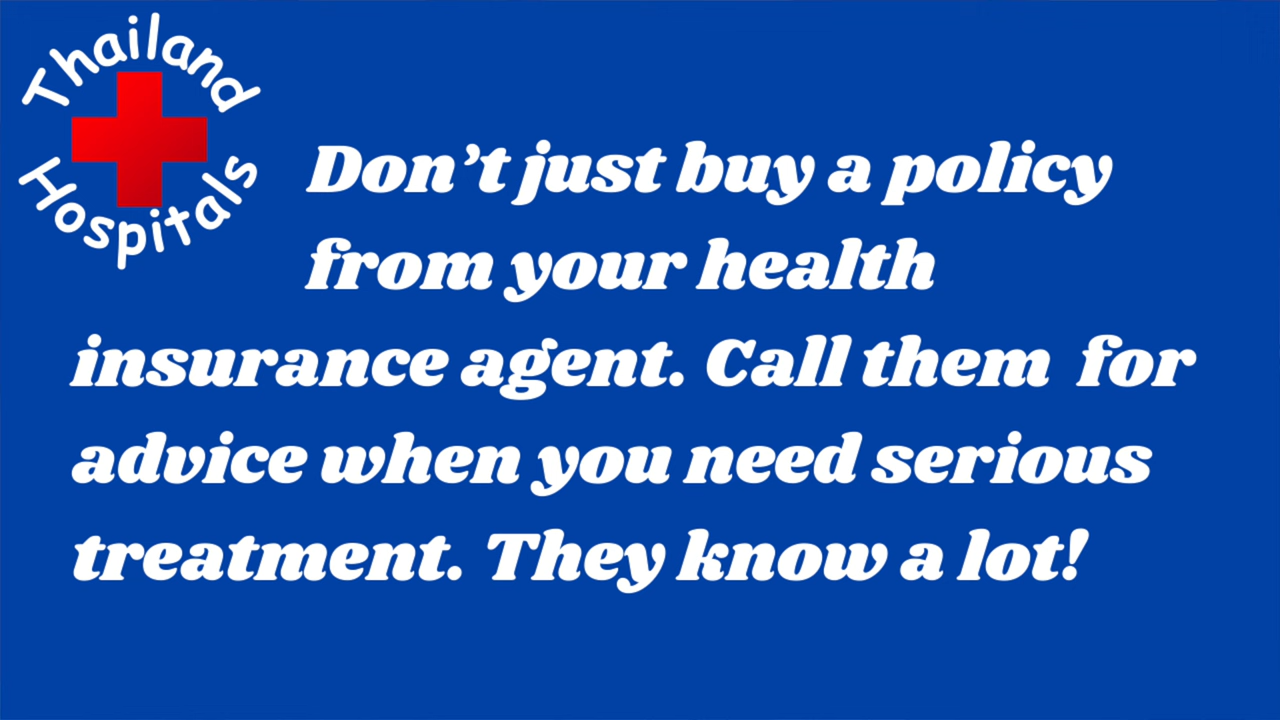 Thailand
Hospitals
Don’t just buy a policy
from your health
insurance agent. Call them for
advice when you need serious
treatment. They know a lot!